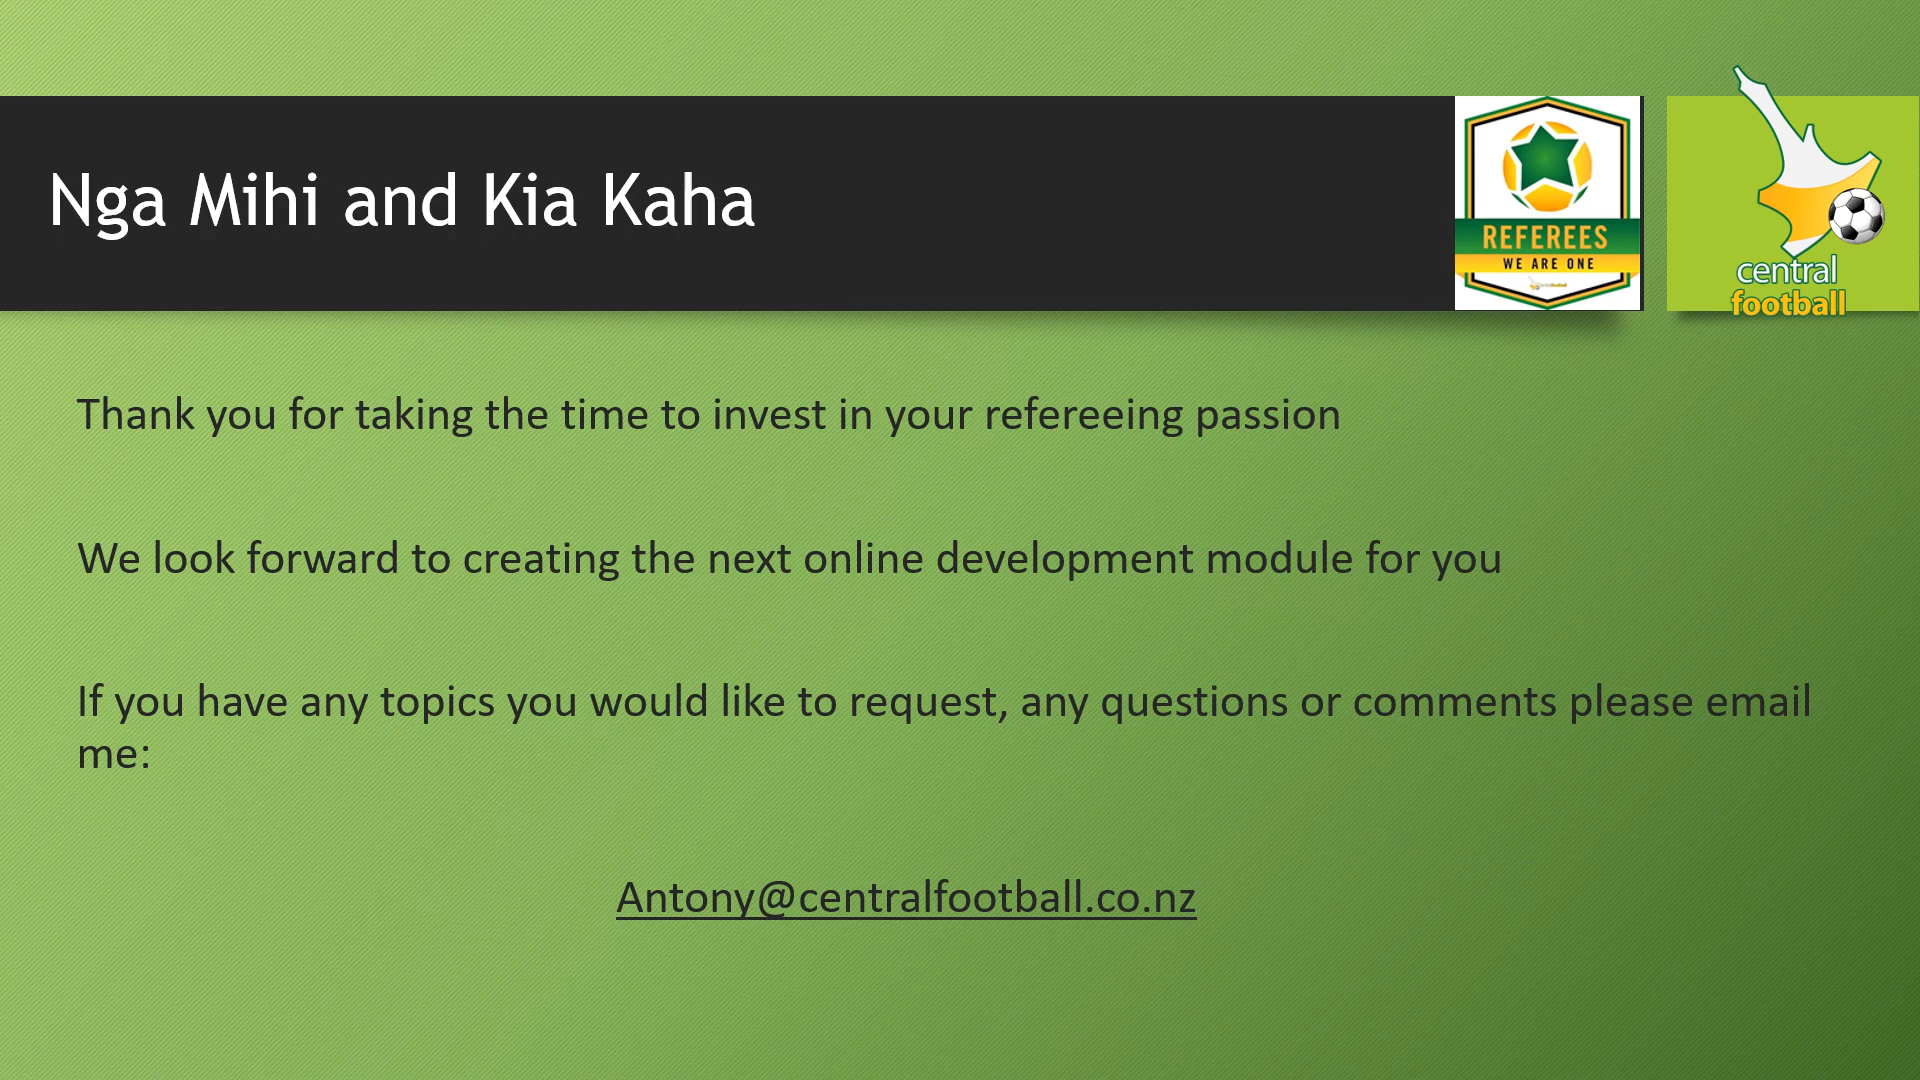 Nga Mihi and Kia Kaha
REFEREES
WE ARE ONE
central
football
Thank you for taking the time to invest in your refereeing passion
We look forward to creating the next online development module for you
If you have any topics you would like to request, any questions or comments please email
me:
Antony@centralfootball.co.nz